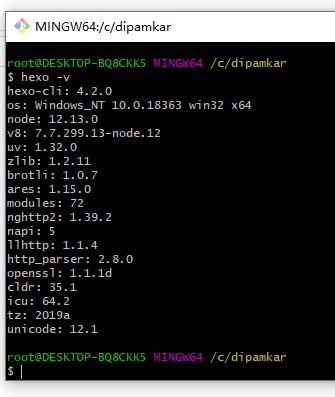 MINGW64:/c/dipamkar
root@DESKTOP-BQ8CKK5 MINGW64 /c/dipamkar
$ hexo -v
hexo-cli: 4.2.0
os: Windows_NT 10.0.18363 win32 x64
node: 12.13.0
v8: 7.7.299.13-node.12
uv: 1.32.0
zlib: 1.2.11
brotli: 1.0.7
ares: 1.15.0
modules: 72
nghttp2: 1.39.2
napi: 5
llhttp: 1.1.4
http_parser: 2.8.0
openssl: 1.1.1d
cldr: 35.1
icu: 64.2
tz: 2019a
unicode: 12.1
root@DESKTOP-BQ8CKK5 MINGW64 /c/dipamkar
$